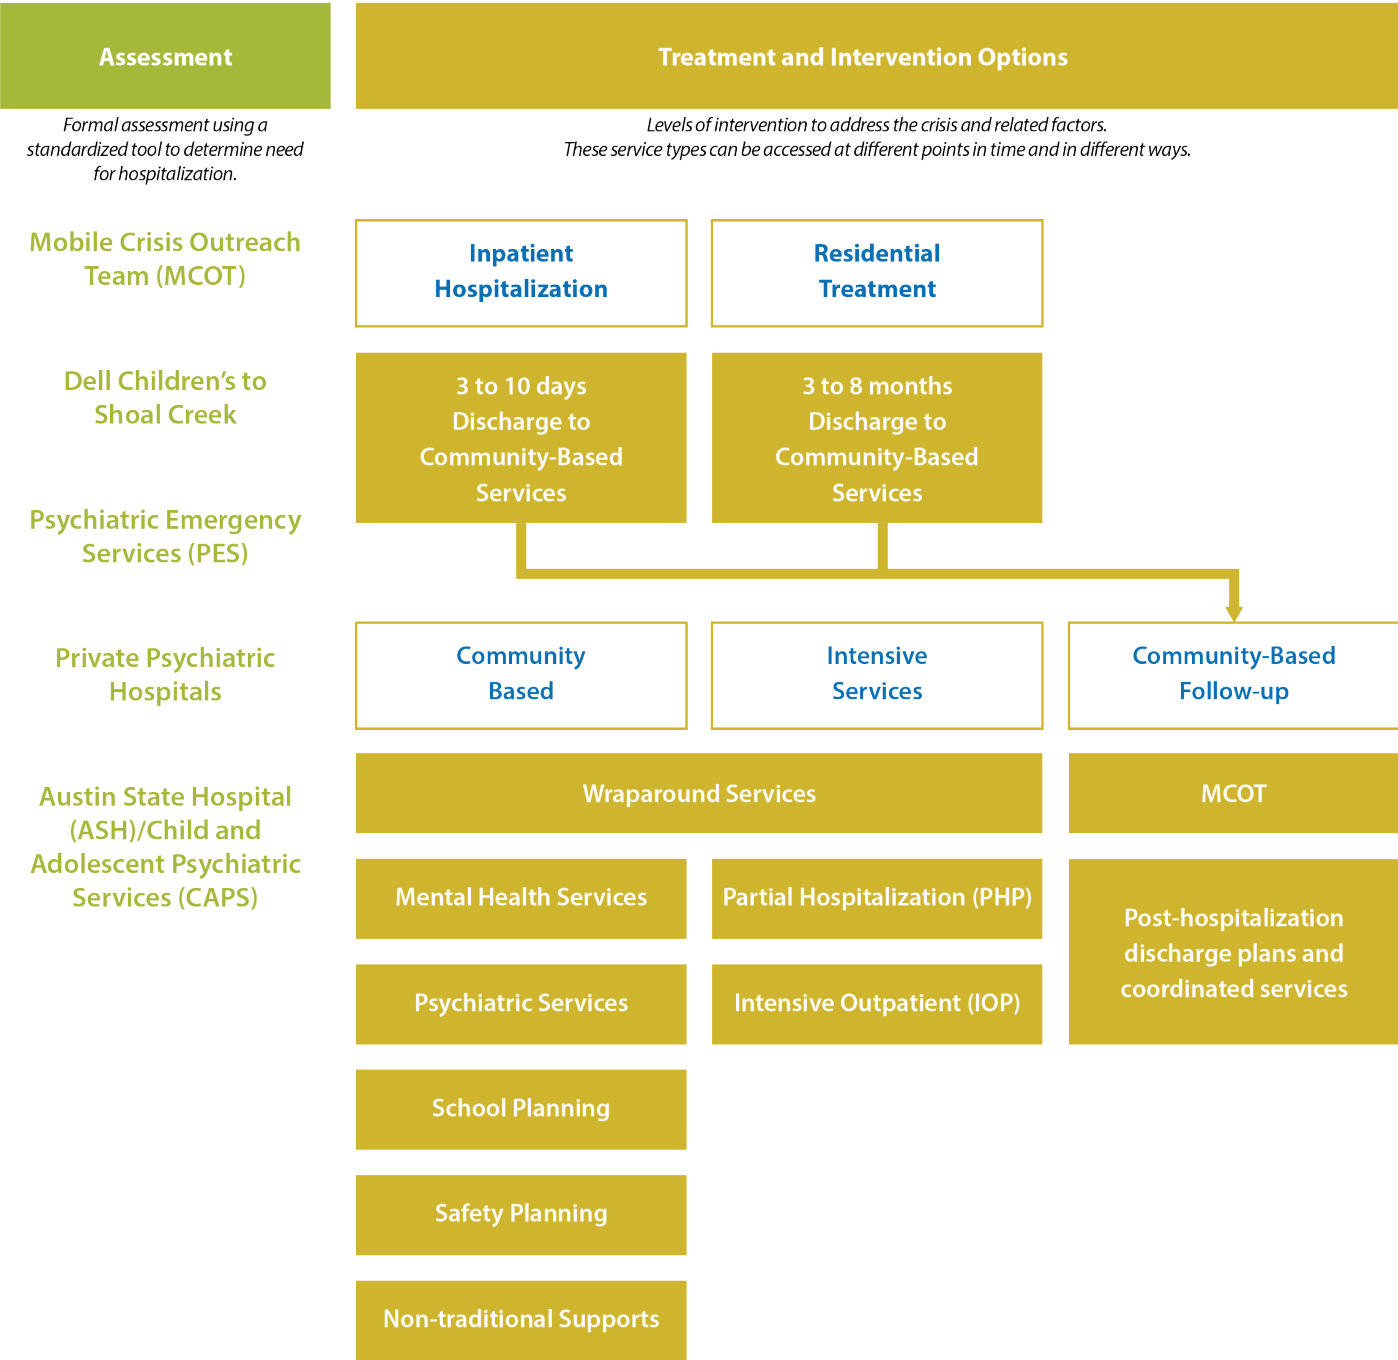 Assessment
Formal assessment using a
standardized tool to determine need
for hospitalization.
Mobile Crisis Outreach
Team (MCOT)
Dell Children’s to
Shoal Creek
Psychiatric Emergency
Services (PES)
Private Psychiatric
Hospitals
Austin State Hospital
(ASH)/Child and
Adolescent Psychiatric
Services (CAPS)
Treatment and Intervention Options
Levels of intervention to address the crisis and related factors.
These service types can be accessed at different points in time and in different ways.
Inpatient
Hospitalization
3 to 10 days
Discharge to
Community-Based
Services
Residential
Treatment
3 to 8 months
Discharge to
Community-Based
Services
Community
Based
Intensive
Services
Wraparound Services
Mental Health Services
Psychiatric Services
School Planning
Safety Planning
Non-traditional Supports
Partial Hospitalization (PHP)
Intensive Outpatient (IOP)
Community-Based
Follow-up
MCOT
Post-hospitalization
discharge plans and
coordinated services